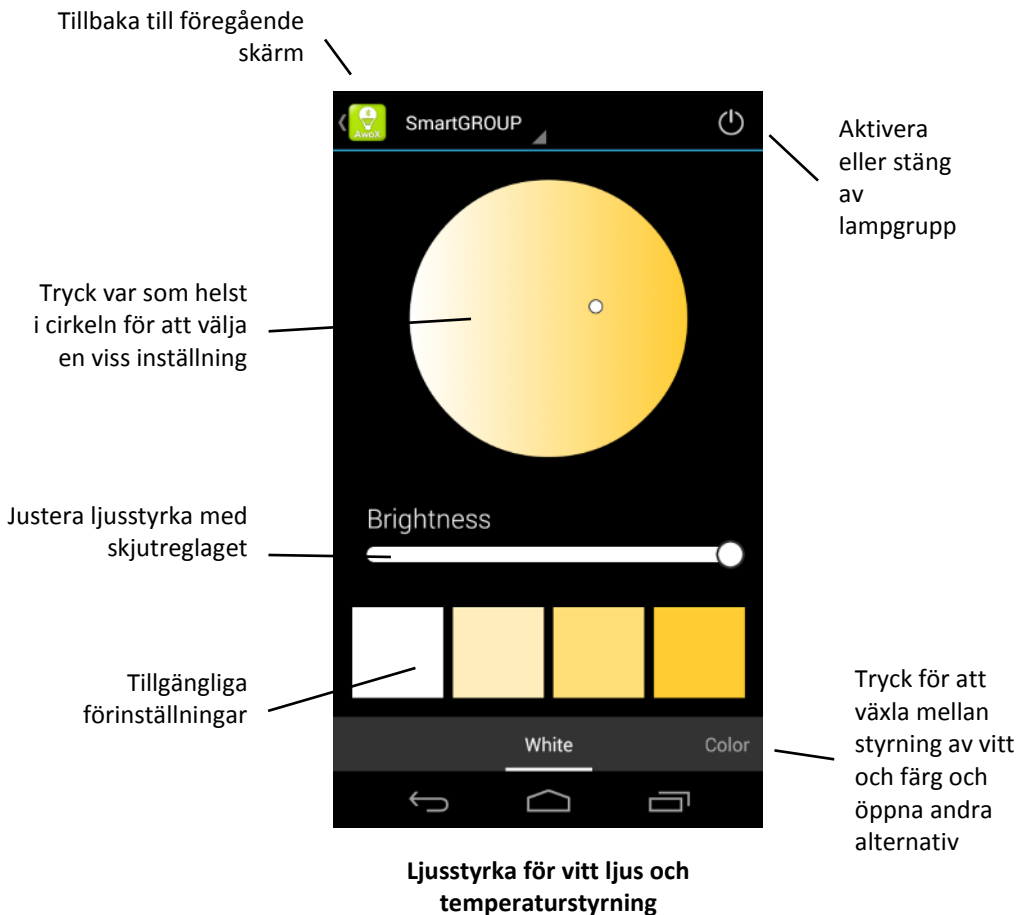 Tillbaka till föregående
skärm
AwoX
SmartGROUP
Aktivera
eller stäng
av
lampgrupp
Tryck var som helst
i cirkeln för att välja
en viss inställning
Justera ljusstyrka med
skjutreglaget
Brightness
Tillgängliga
förinställningar
White
Color
Tryck för att
växla mellan
styrning av vitt
och färg och
öppna andra
alternativ
Ljusstyrka för vitt ljus och
temperaturstyrning